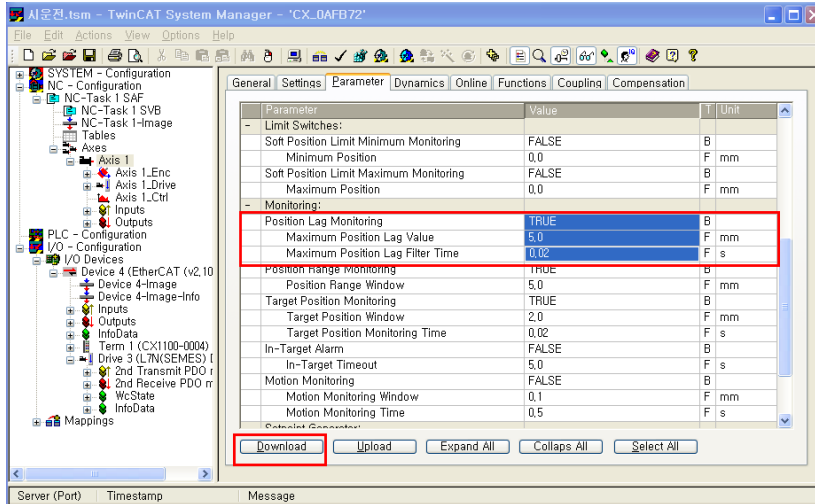 시운전.tsm - TwinCAT System Manager - 'CX_0AFB72'
File Edit Actions View Options Help
SYSTEM - Configuration
NC - Configuration
NC-Task 1 SAF
NC-Task 1 SVB
NC-Task 1-Image
Tables
Axes
Axis 1
Axis 1_Enc
Axis 1_Drive
Axis 1_Ctrl
Inputs
Outputs
PLC - Configuration
I/O - Configuration
I/O Devices
Device 4 (EtherCAT (v2,10
Device 4-Image
Device 4-Image-Info
Inputs
Outputs
InfoData
Term 1 (CX1100-0004)
Drive 3 (L7N(SEMES) [
2nd Transmit PDO r
2nd Receive PDO m
WcState
InfoData
Mappings
General Settings Parameter Dynamics Online Functions Coupling Compensation
Parameter Value T Unit
- Limit Switches:
Soft Position Limit Minimum Monitoring FALSE B
Minimum Position 0,0 F mm
Soft Position Limit Maximum Monitoring FALSE B
Maximum Position 0,0 F mm
- Monitoring:
Position Lag Monitoring TRUE B
Maximum Position Lag Value 5,0 F mm
Maximum Position Lag Filter Time 0,02 F s
Position Range Monitoring TRUE B
Position Range Window 5,0 F mm
Target Position Monitoring TRUE B
Target Position Window 2,0 F mm
Target Position Monitoring Time 0,02 F s
In-Target Alarm FALSE B
In-Target Timeout 5,0 F s
Motion Monitoring FALSE B
Motion Monitoring Window 0,1 F mm
Motion Monitoring Time 0,5 F s
Setpoint Generator:
Download Upload Expand All Collaps All Select All
Server (Port) Timestamp Message